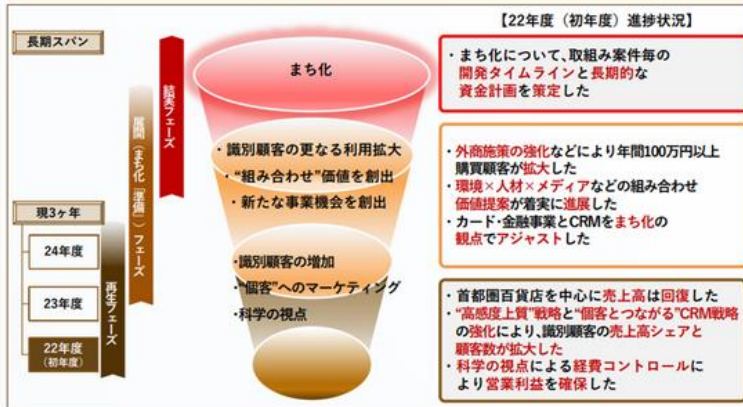 【22年度（初年度）進捗状況】
長期スパン
結実フェーズ
展開（まち化「準備」）フェーズ
再生フェーズ
現3ヶ年
24年度
23年度
22年度
（初年度）
まち化
・識別顧客の更なる利用拡大
・“組み合わせ”価値を創出
・新たな事業機会を創出
・識別顧客の増加
・“個客”へのマーケティング
・科学の視点
・まち化について、取組み案件毎の
開発タイムラインと長期的な
資金計画を策定した
・外商施策の強化などにより年間100万円以上
購買顧客が拡大した
・環境×人材×メディアなどの組み合わせ
価値提案が着実に進展した
・カード・金融事業とCRMをまち化の
観点でアジャストした
・首都圏百貨店を中心に売上高は回復した
・“高感度上質”戦略と“個客とつながる”CRM戦略
の強化により、識別顧客の売上高シェアと
顧客数が拡大した
・科学の視点による経費コントロールに
より営業利益を確保した